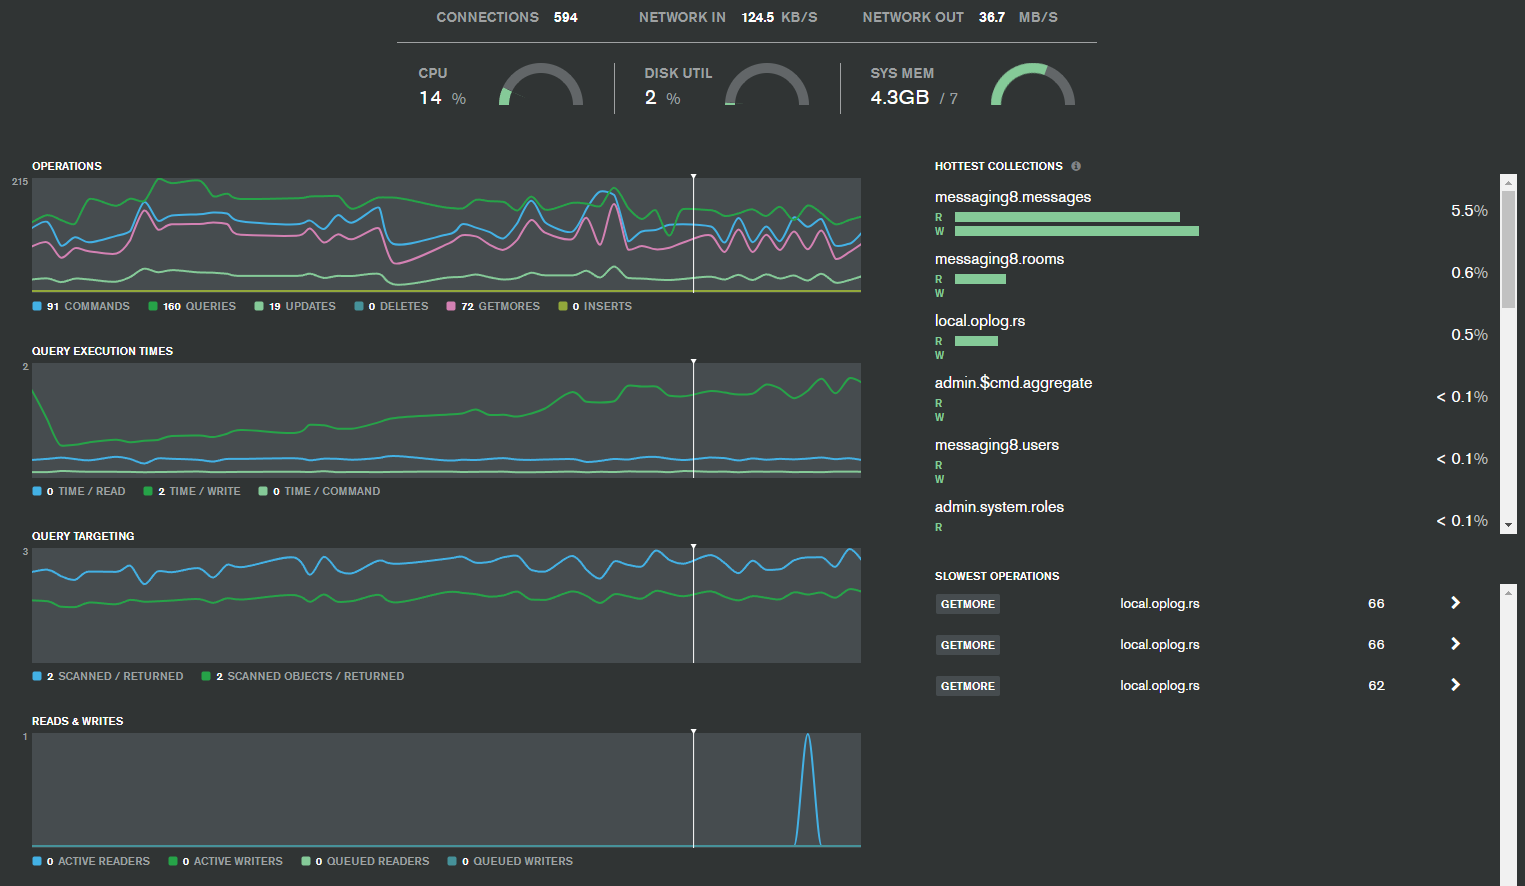 CONNECTIONS 594 NETWORK IN 124.5 KB/S NETWORK OUT 36.7 MB/S
CPU
14 %
DISK UTIL
2 %
SYS MEM
4.3GB / 7
OPERATIONS
215
91 COMMANDS 160 QUERIES 19 UPDATES 0 DELETES 72 GETMORES 0 INSERTS
QUERY EXECUTION TIMES
2
0 TIME / READ 2 TIME / WRITE 0 TIME / COMMAND
QUERY TARGETING
3
2 SCANNED / RETURNED 2 SCANNED OBJECTS / RETURNED
READS & WRITES
1
0 ACTIVE READERS 0 ACTIVE WRITERS 0 QUEUED READERS 0 QUEUED WRITERS
HOTTEST COLLECTIONS i
messaging8.messages
R
W
5.5%
messaging8.rooms
R
W
0.6%
local.oplog.rs
R
W
0.5%
admin.$cmd.aggregate
R
W
< 0.1%
messaging8.users
R
W
< 0.1%
admin.system.roles
R
< 0.1%
SLOWEST OPERATIONS
GETMORE local.oplog.rs 66
GETMORE local.oplog.rs 66
GETMORE local.oplog.rs 62